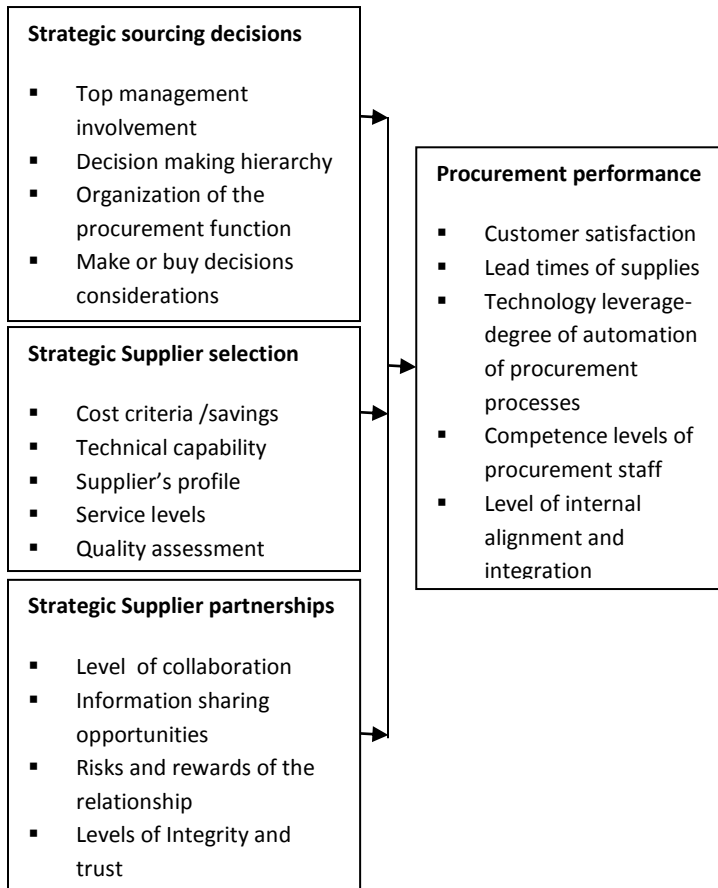 Strategic sourcing decisions
▪ Top management
involvement
▪ Decision making hierarchy
▪ Organization of the
procurement function
▪ Make or buy decisions
considerations
Strategic Supplier selection
▪ Cost criteria /savings
▪ Technical capability
▪ Supplier’s profile
▪ Service levels
▪ Quality assessment
Strategic Supplier partnerships
▪ Level  of collaboration
▪ Information sharing
opportunities
▪ Risks and rewards of the
relationship
▪ Levels of Integrity and
trust
Procurement performance
▪ Customer satisfaction
▪ Lead times of supplies
▪ Technology leverage-
degree of automation
of procurement
processes
▪ Competence levels of
procurement staff
▪ Level of internal
alignment and
integration